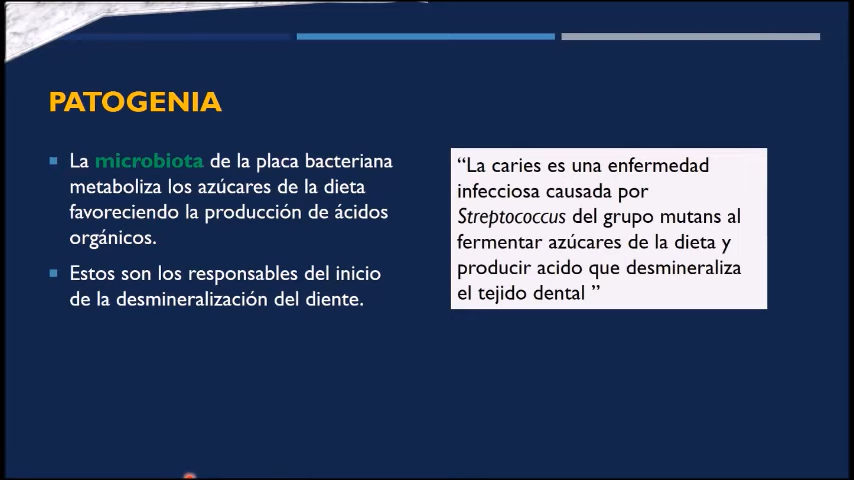 PATOGENIA
La microbiota de la placa bacteriana
metaboliza los azúcares de la dieta
favoreciendo la producción de ácidos
orgánicos.
Estos son los responsables del inicio
de la desmineralización del diente.
“La caries es una enfermedad
infecciosa causada por
Streptococcus del grupo mutans al
fermentar azúcares de la dieta y
producir acido que desmineraliza
el tejido dental ”